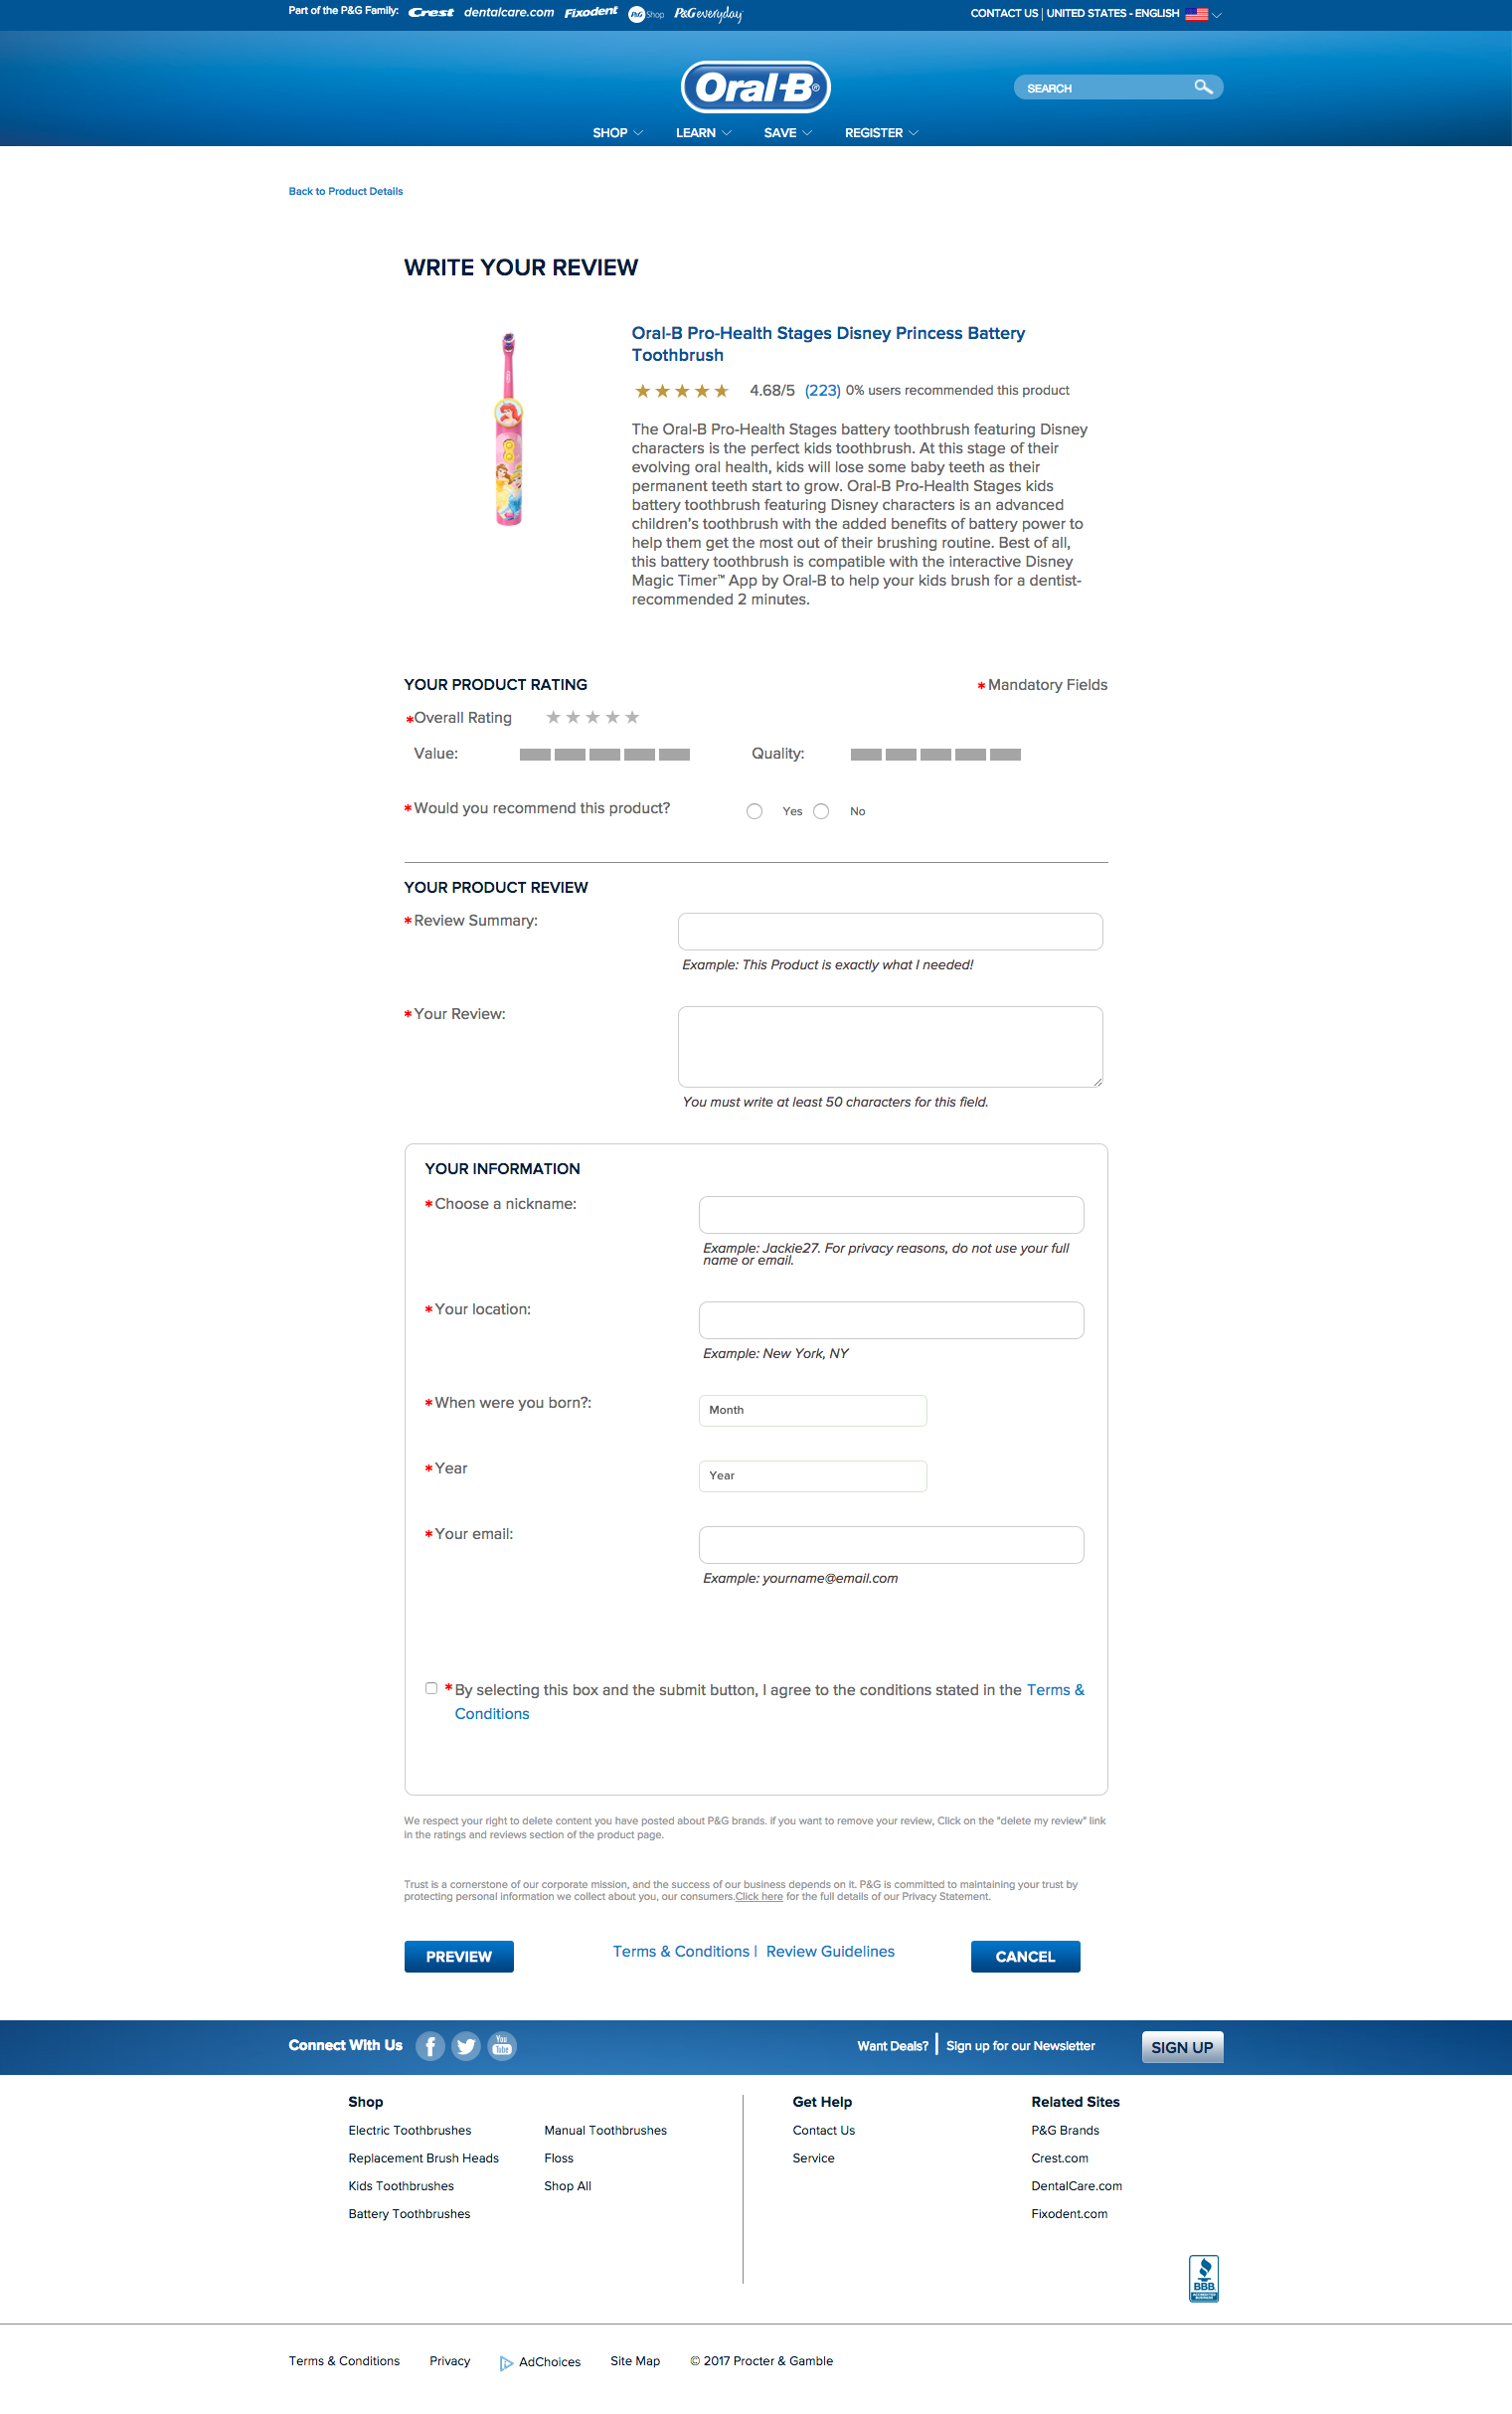 Part of the P&G Family: Crest dentalcare.com Fixodent P&G Shop P&G everyday
CONTACT US | UNITED STATES - ENGLISH
Oral-B®
SEARCH
SHOP LEARN SAVE REGISTER
Back to Product Details
WRITE YOUR REVIEW
Oral-B Pro-Health Stages Disney Princess Battery
Toothbrush
4.68/5 (223) 0% users recommended this product
The Oral-B Pro-Health Stages battery toothbrush featuring Disney
characters is the perfect kids toothbrush. At this stage of their
evolving oral health, kids will lose some baby teeth as their
permanent teeth start to grow. Oral-B Pro-Health Stages kids
battery toothbrush featuring Disney characters is an advanced
children’s toothbrush with the added benefits of battery power to
help them get the most out of their brushing routine. Best of all,
this battery toothbrush is compatible with the interactive Disney
Magic Timer™ App by Oral-B to help your kids brush for a dentist-
recommended 2 minutes.
YOUR PRODUCT RATING
* Mandatory Fields
*Overall Rating
Value:
Quality:
*Would you recommend this product?
Yes No
YOUR PRODUCT REVIEW
*Review Summary:
Example: This Product is exactly what I needed!
*Your Review:
You must write at least 50 characters for this field.
YOUR INFORMATION
*Choose a nickname:
Example: Jackie27. For privacy reasons, do not use your full
name or email.
*Your location:
Example: New York, NY
*When were you born?:
Month
*Year
Year
*Your email:
Example: yourname@email.com
*By selecting this box and the submit button, I agree to the conditions stated in the Terms &
Conditions
We respect your right to delete content you have posted about P&G brands. if you want to remove your review, Click on the "delete my review" link
in the ratings and reviews section of the product page.
Trust is a cornerstone of our corporate mission, and the success of our business depends on it. P&G is committed to maintaining your trust by
protecting personal information we collect about you, our consumers.Click here for the full details of our Privacy Statement.
PREVIEW
Terms & Conditions | Review Guidelines
CANCEL
Connect With Us
You Tube
Want Deals? | Sign up for our Newsletter
SIGN UP
Shop
Electric Toothbrushes
Replacement Brush Heads
Kids Toothbrushes
Battery Toothbrushes
Manual Toothbrushes
Floss
Shop All
Get Help
Contact Us
Service
Related Sites
P&G Brands
Crest.com
DentalCare.com
Fixodent.com
BBB
Terms & Conditions Privacy AdChoices Site Map © 2017 Procter & Gamble